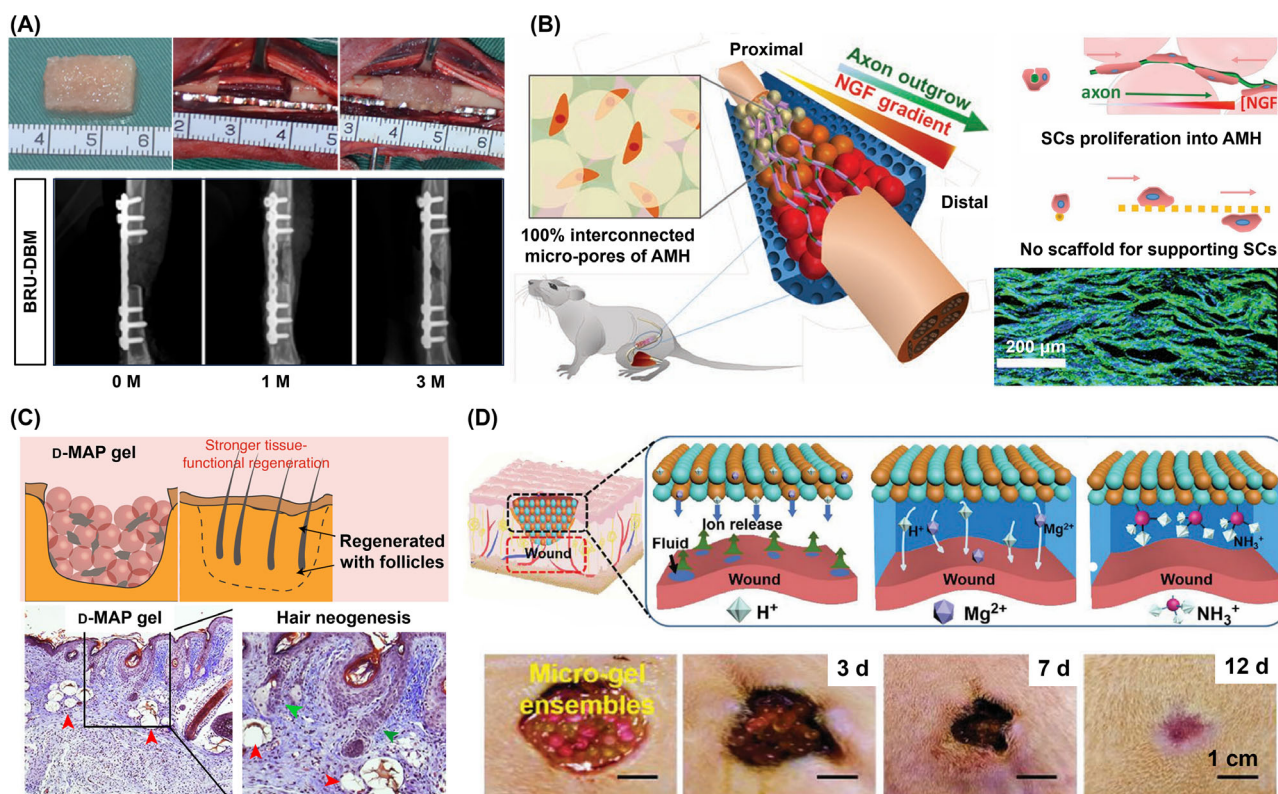 (A)
4 5 6
2 3 4 5
3 4 5 6
BRU-DBM
0 M
1 M
3 M
(B)
Proximal
Axon outgrow
NGF gradient
Distal
100% interconnected
micro-pores of AMH
axon
[NGF
SCs proliferation into AMH
No scaffold for supporting SCs
200 μm
(C)
D-MAP gel
Stronger tissue-
functional regeneration
Regenerated
with follicles
D-MAP gel
Hair neogenesis
(D)
Wound
Ion release
Fluid
Wound
H+
H+
Mg2+
Wound
Mg2+
NH3+
Wound
NH3+
Micro-gel
ensembles
3 d
7 d
12 d
1 cm